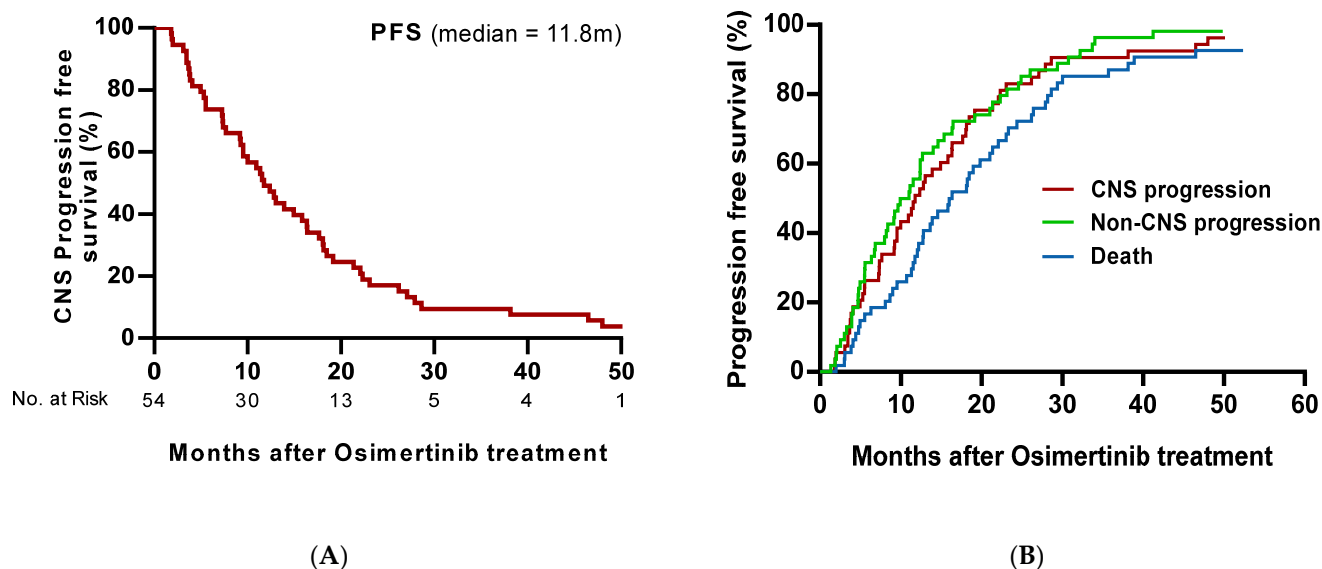 PFS (median = 11.8m)
CNS Progression free
survival (%)
100
80
60
40
20
0
0 10 20 30 40 50
No. at Risk 54 30 13 5 4 1
Months after Osimertinib treatment
(A)
B
Progression free survival (%)
100
80
60
40
20
0
CNS progression
Non-CNS progression
Death
0 10 20 30 40 50 60
Months after Osimertinib treatment
(B)